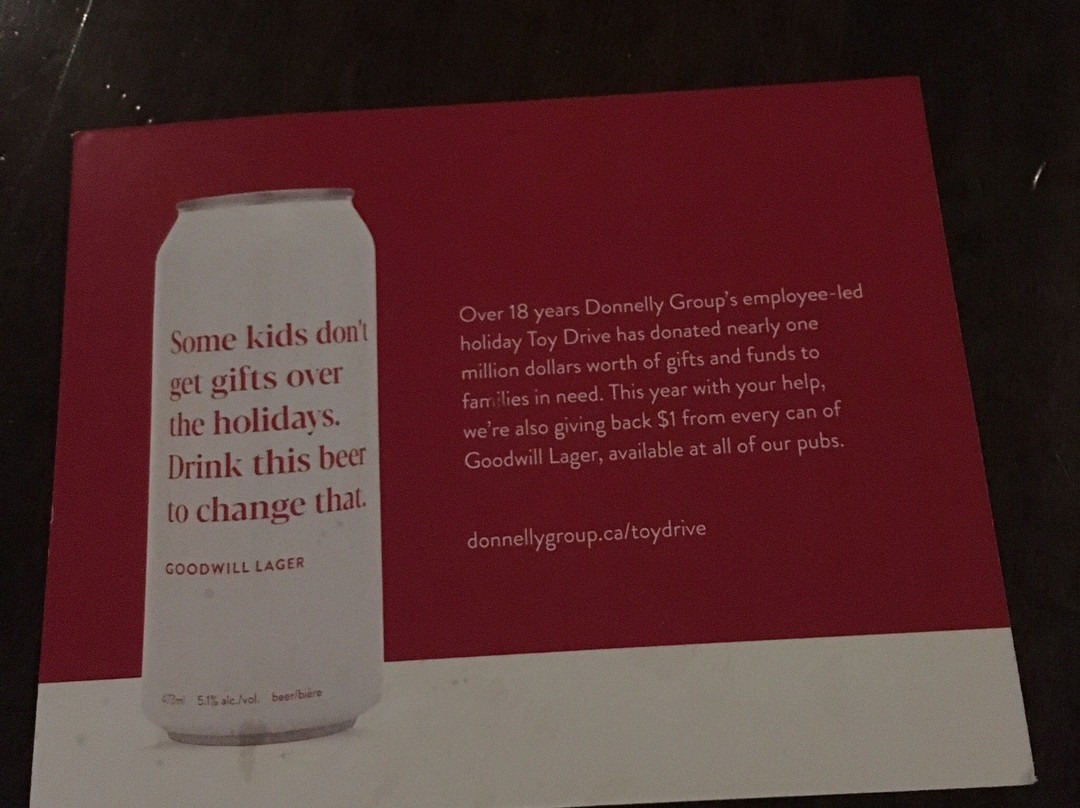 Some kids don't
get gifts over
the holidays.
Drink this beer
to change that.
GOODWILL LAGER
473ml 5.1% alc./vol. beer/bière
Over 18 years Donnelly Group's employee-led
holiday Toy Drive has donated nearly one
million dollars worth of gifts and funds to
families in need. This year with your help,
we're also giving back $1 from every can of
Goodwill Lager, available at all of our pubs.
donnellygroup.ca/toydrive